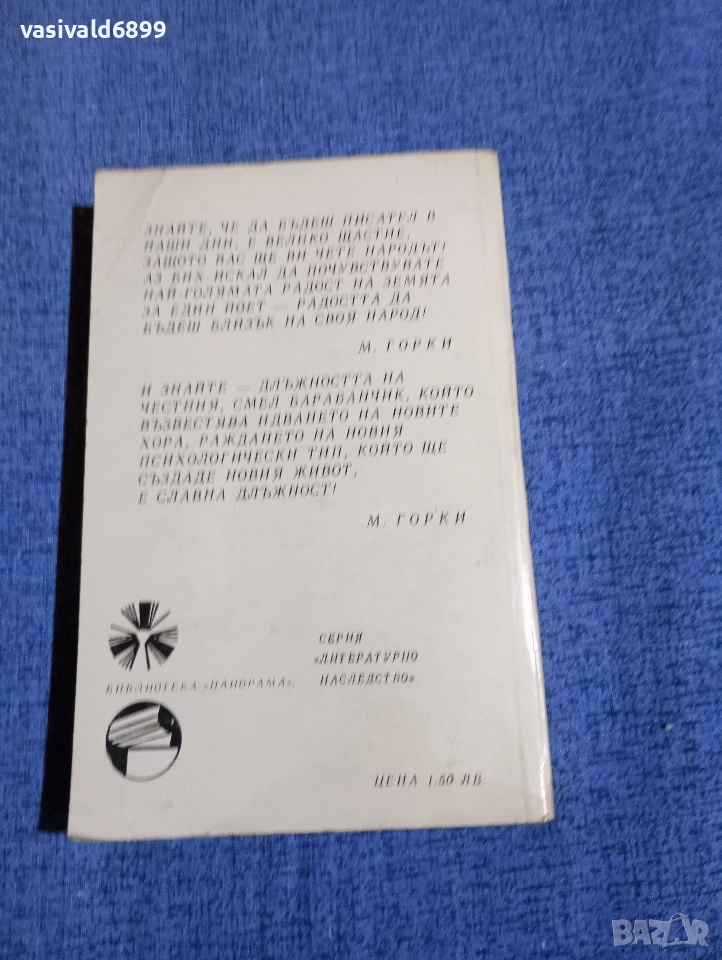 vasivald6899
ЗНАЙТЕ, ЧЕ ДА БЪДЕШ ПИСАТЕЛ В
НАШИ ДНИ, Е ВЕЛИКО ЩАСТИЕ,
ЗАЩОТО ВАС ЩЕ ВИ ЧЕТЕ НАРОДЪТ!
АЗ БИХ ИСКАЛ ДА ПОЧУВСТВУВАТЕ
НАЙ-ГОЛЯМАТА РАДОСТ НА ЗЕМЯТА
ЗА ЕДИН ПОЕТ — РАДОСТТА ДА
БЪДЕШ БЛИЗЪК НА СВОЯ НАРОД!
М. ГОРКИ
И ЗНАЙТЕ — ДЛЪЖНОСТТА НА
ЧЕСТНИЯ, СМЕЛ БАРАБАНЧИК, КОЙТО
ВЪЗВЕСТЯВА ИДВАНЕТО НА НОВИТЕ
ХОРА, РАЖДАНЕТО НА НОВИЯ
ПСИХОЛОГИЧЕСКИ ТИП, КОЙТО ЩЕ
СЪЗДАДЕ НОВИЯ ЖИВОТ,
Е СЛАВНА ДЛЪЖНОСТ!
М. ГОРКИ
БИБЛИОТЕКА «ПАНОРАМА»,
СЕРИЯ
«ЛИТЕРАТУРНО
НАСЛЕДСТВО»
ЦЕНА 1.50 ЛВ.
BAZAR